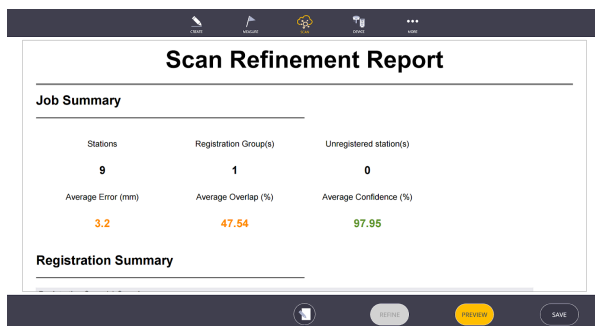 CREATE MEASURE SCAN DEVICE MORE
Scan Refinement Report
Job Summary
Stations Registration Group(s) Unregistered station(s)
9 1 0
Average Error (mm) Average Overlap (%) Average Confidence (%)
3.2 47.54 97.95
Registration Summary
REFINE PREVIEW SAVE